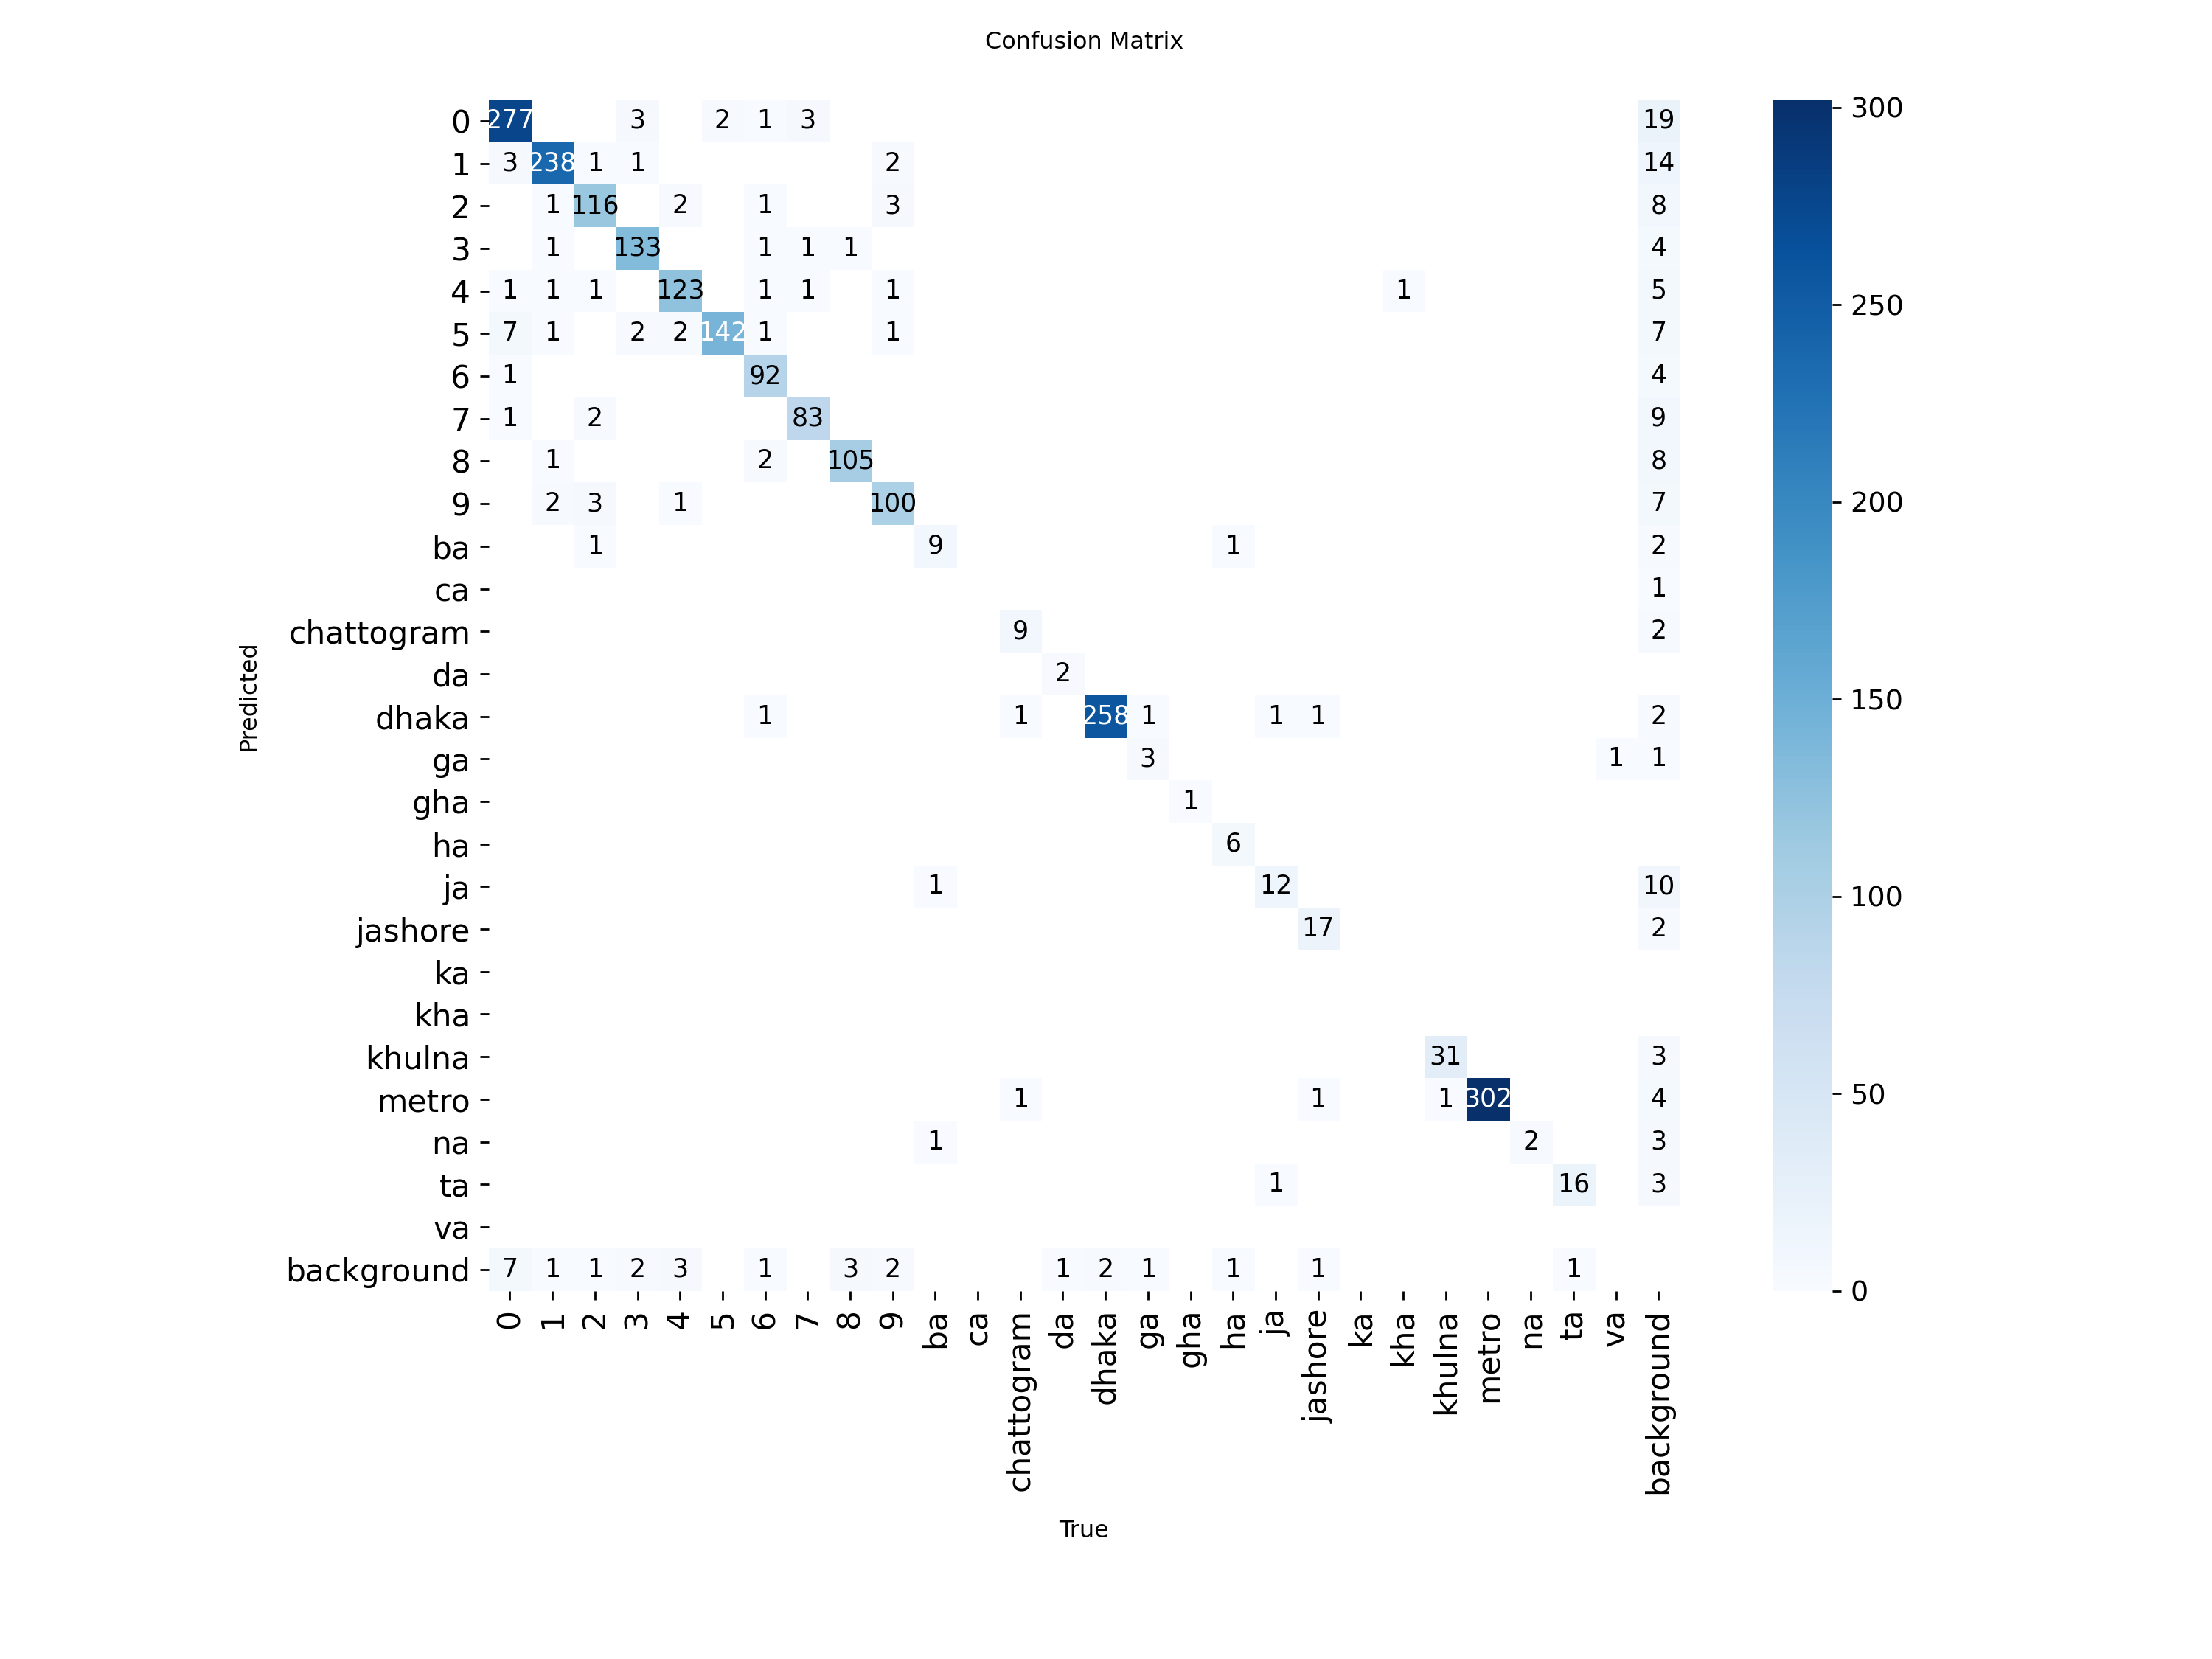 Confusion Matrix
0 277 3 2 1 3 19 300
1 3 238 1 1 2 14
2 1 116 2 1 3 8
3 1 133 1 1 1 4
4 1 1 1 123 1 1 1 1 5 250
5 7 1 2 2 142 1 1 7
6 1 92 4
7 1 2 83 9
8 1 2 105 8
9 2 3 1 100 7 200
ba 1 9 1 2
ca 1
chattogram 9 2
da 2
dhaka 1 1 258 1 1 1 2 150
ga 3 1 1
gha 1
ha 6
ja 1 12 10 100
jashore 17 2
ka
kha
khulna 31 3
metro 1 1 1 302 4 50
na 1 2 3
ta 1 16 3
va
background 7 1 1 2 3 1 3 2 1 2 1 1 1 1 0
Predicted
0 1 2 3 4 5 6 7 8 9 ba ca chattogram da dhaka ga gha ha ja jashore ka kha khulna metro na ta va background
True